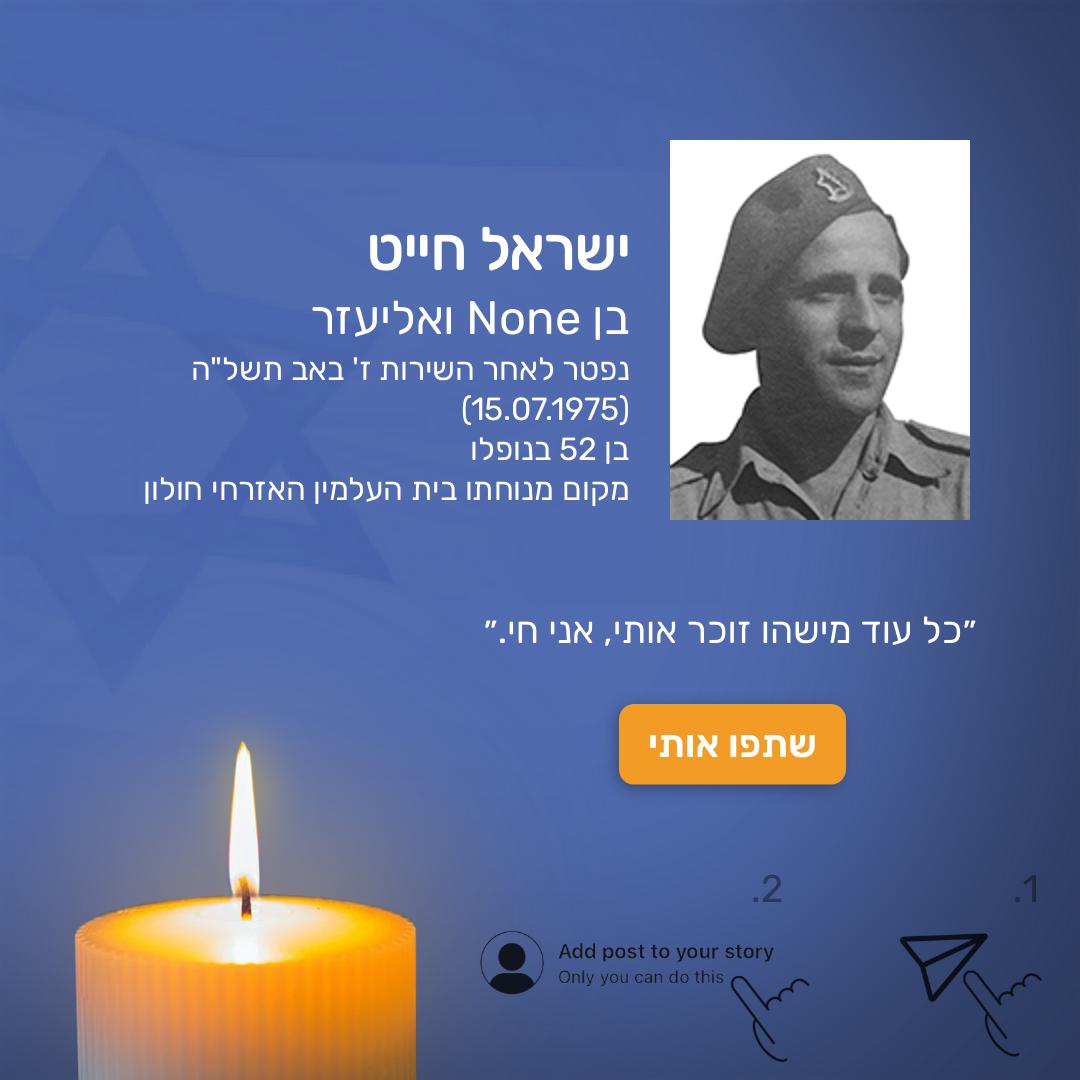 ישראל חייט
בן None ואליעזר
נפטר לאחר השירות ז' באב תשל"ה
(15.07.1975)
בן 52 בנופלו
מקום מנוחתו בית העלמין האזרחי חולון
״כל עוד מישהו זוכר אותי, אני חי.״
שתפו אותי
.1
.2
Add post to your story
Only you can do this